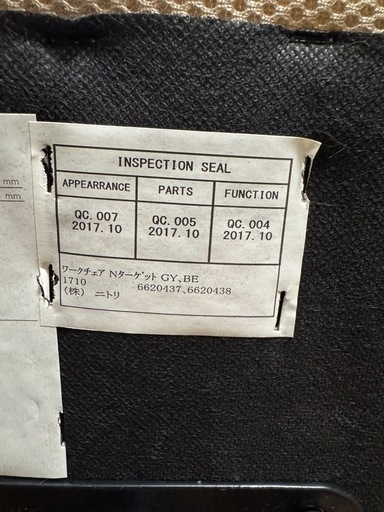 mm
mm
INSPECTION SEAL
APPEARRANCE PARTS FUNCTION
QC.007 QC.005 QC.004
2017.10 2017.10 2017.10
ワークチェア Nターゲット GY、BE
1710 6620437、6620438
(株) ニトリ